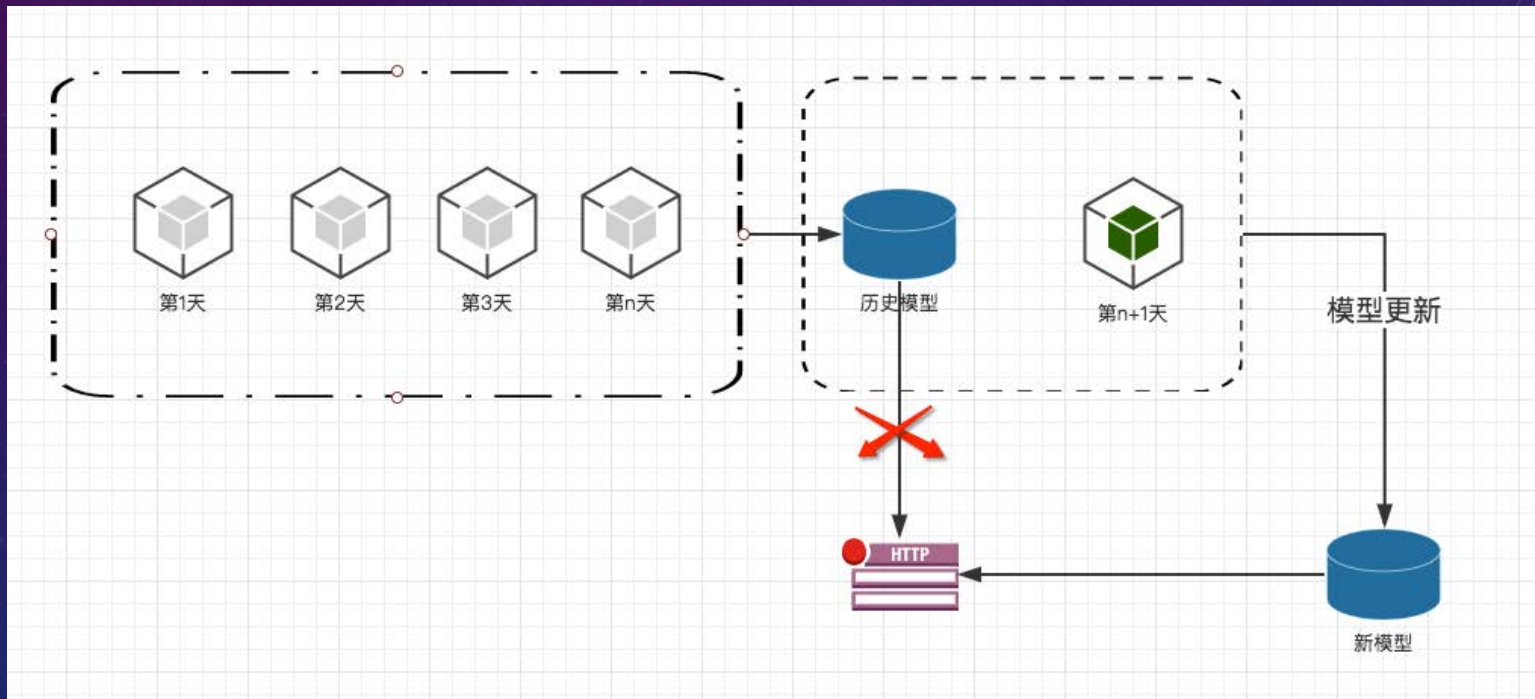 第1天
第2天
第3天
第n天
历史模型
第n+1天
模型更新
HTTP
新模型